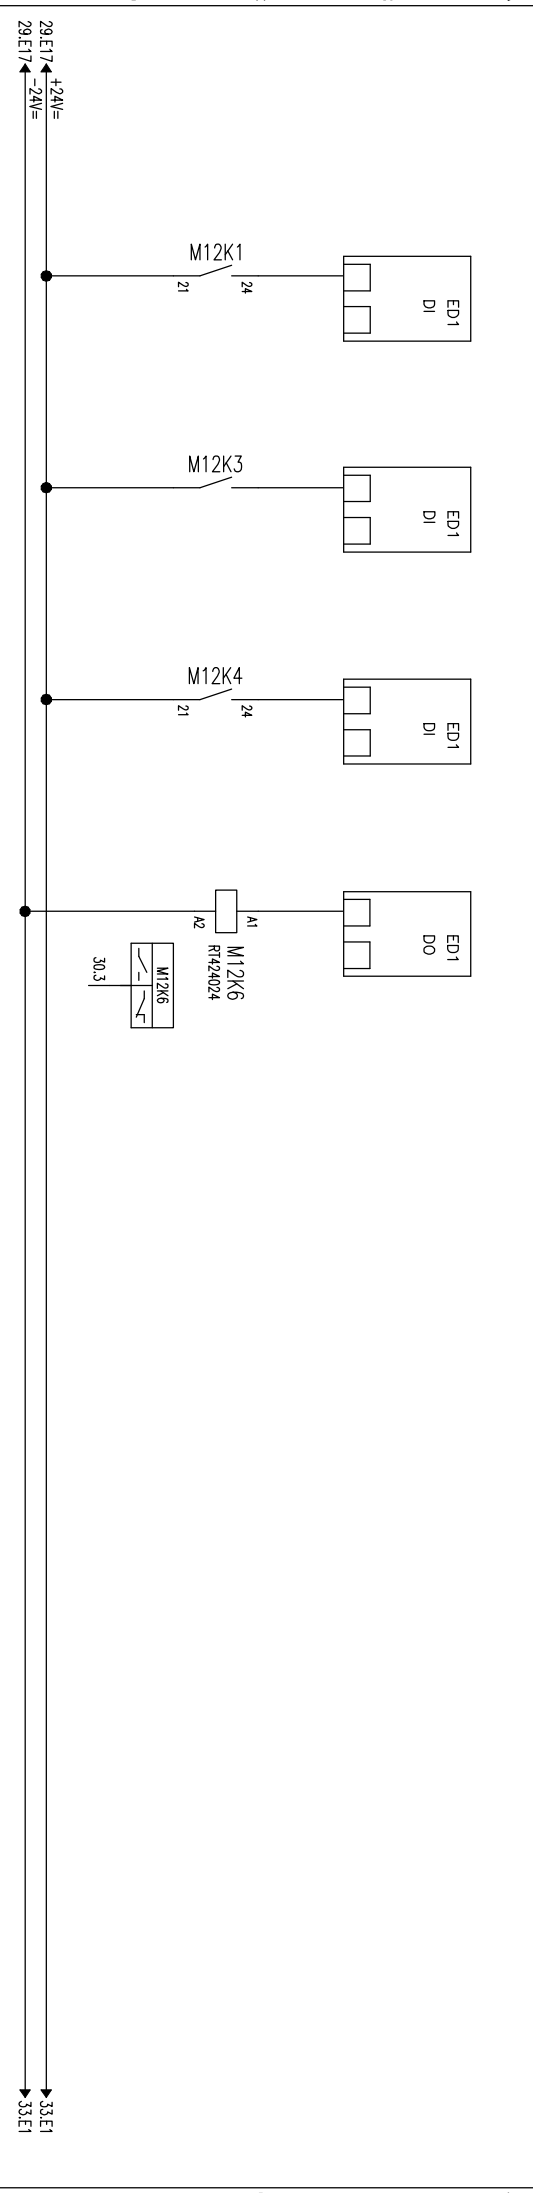 29.E17
29.E17
+24V=
-24V=
M12K1
21
24
ED1
DI
M12K3
ED1
DI
M12K4
21
24
ED1
DI
A2
A1
M12K6
RT424024
ED1
DO
M12K6
30.3
33.E1
33.E1